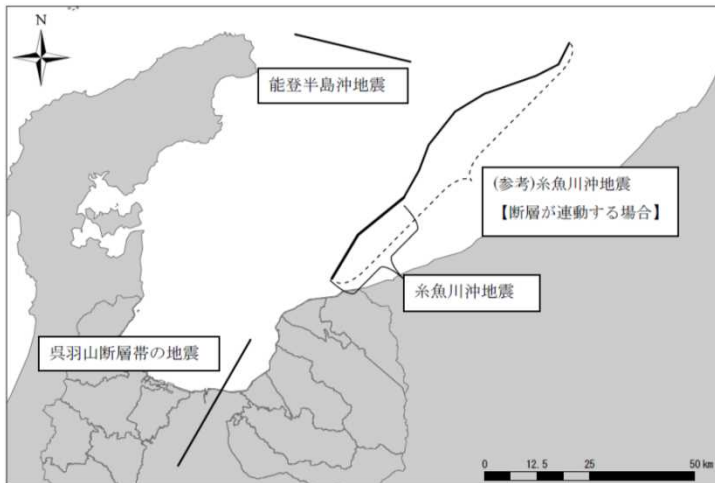 N
能登半島沖地震
(参考)糸魚川沖地震
【断層が連動する場合】
糸魚川沖地震
呉羽山断層帯の地震
0 12.5 25 50 km